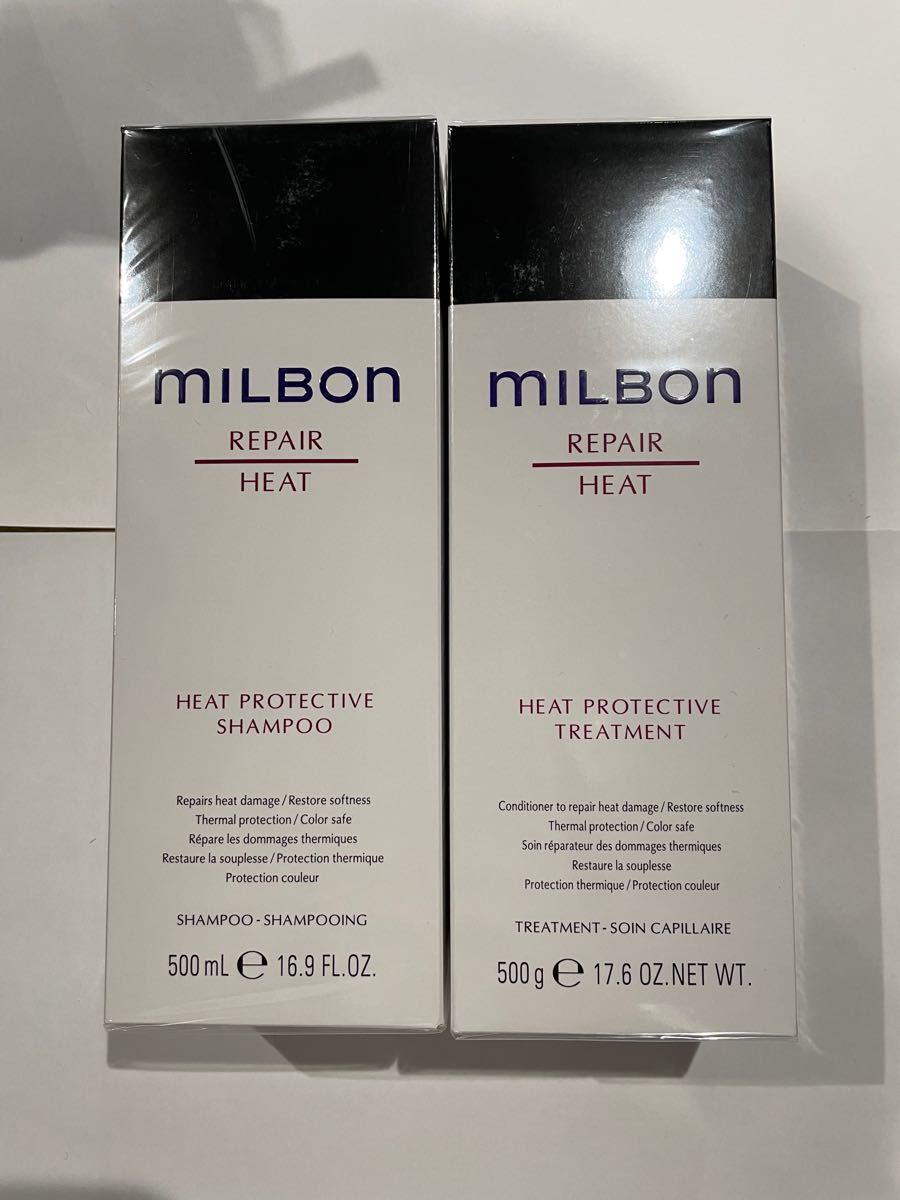 MILBON
REPAIR
HEAT
HEAT PROTECTIVE
SHAMPOO
Repairs heat damage / Restore softness
Thermal protection / Color safe
Répare les dommages thermiques
Restaure la souplesse / Protection thermique
Protection couleur
SHAMPOO - SHAMPOOING
500 mL ℮ 16.9 FL.OZ.
MILBON
REPAIR
HEAT
HEAT PROTECTIVE
TREATMENT
Conditioner to repair heat damage / Restore softness
Thermal protection / Color safe
Soin réparateur des dommages thermiques
Restaure la souplesse
Protection thermique / Protection couleur
TREATMENT - SOIN CAPILLAIRE
500 g ℮ 17.6 OZ.NET WT.